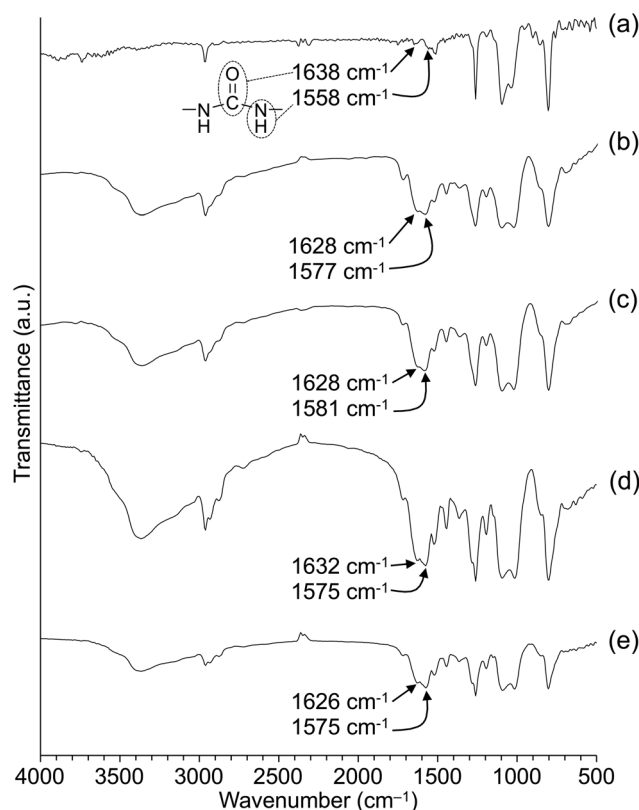 (a)
O
C
N
H
N
H
1638 cm⁻¹
1558 cm⁻¹
(b)
1628 cm⁻¹
1577 cm⁻¹
(c)
1628 cm⁻¹
1581 cm⁻¹
(d)
1632 cm⁻¹
1575 cm⁻¹
(e)
1626 cm⁻¹
1575 cm⁻¹
Transmittance (a.u.)
4000 3500 3000 2500 2000 1500 1000 500
Wavenumber (cm⁻¹)